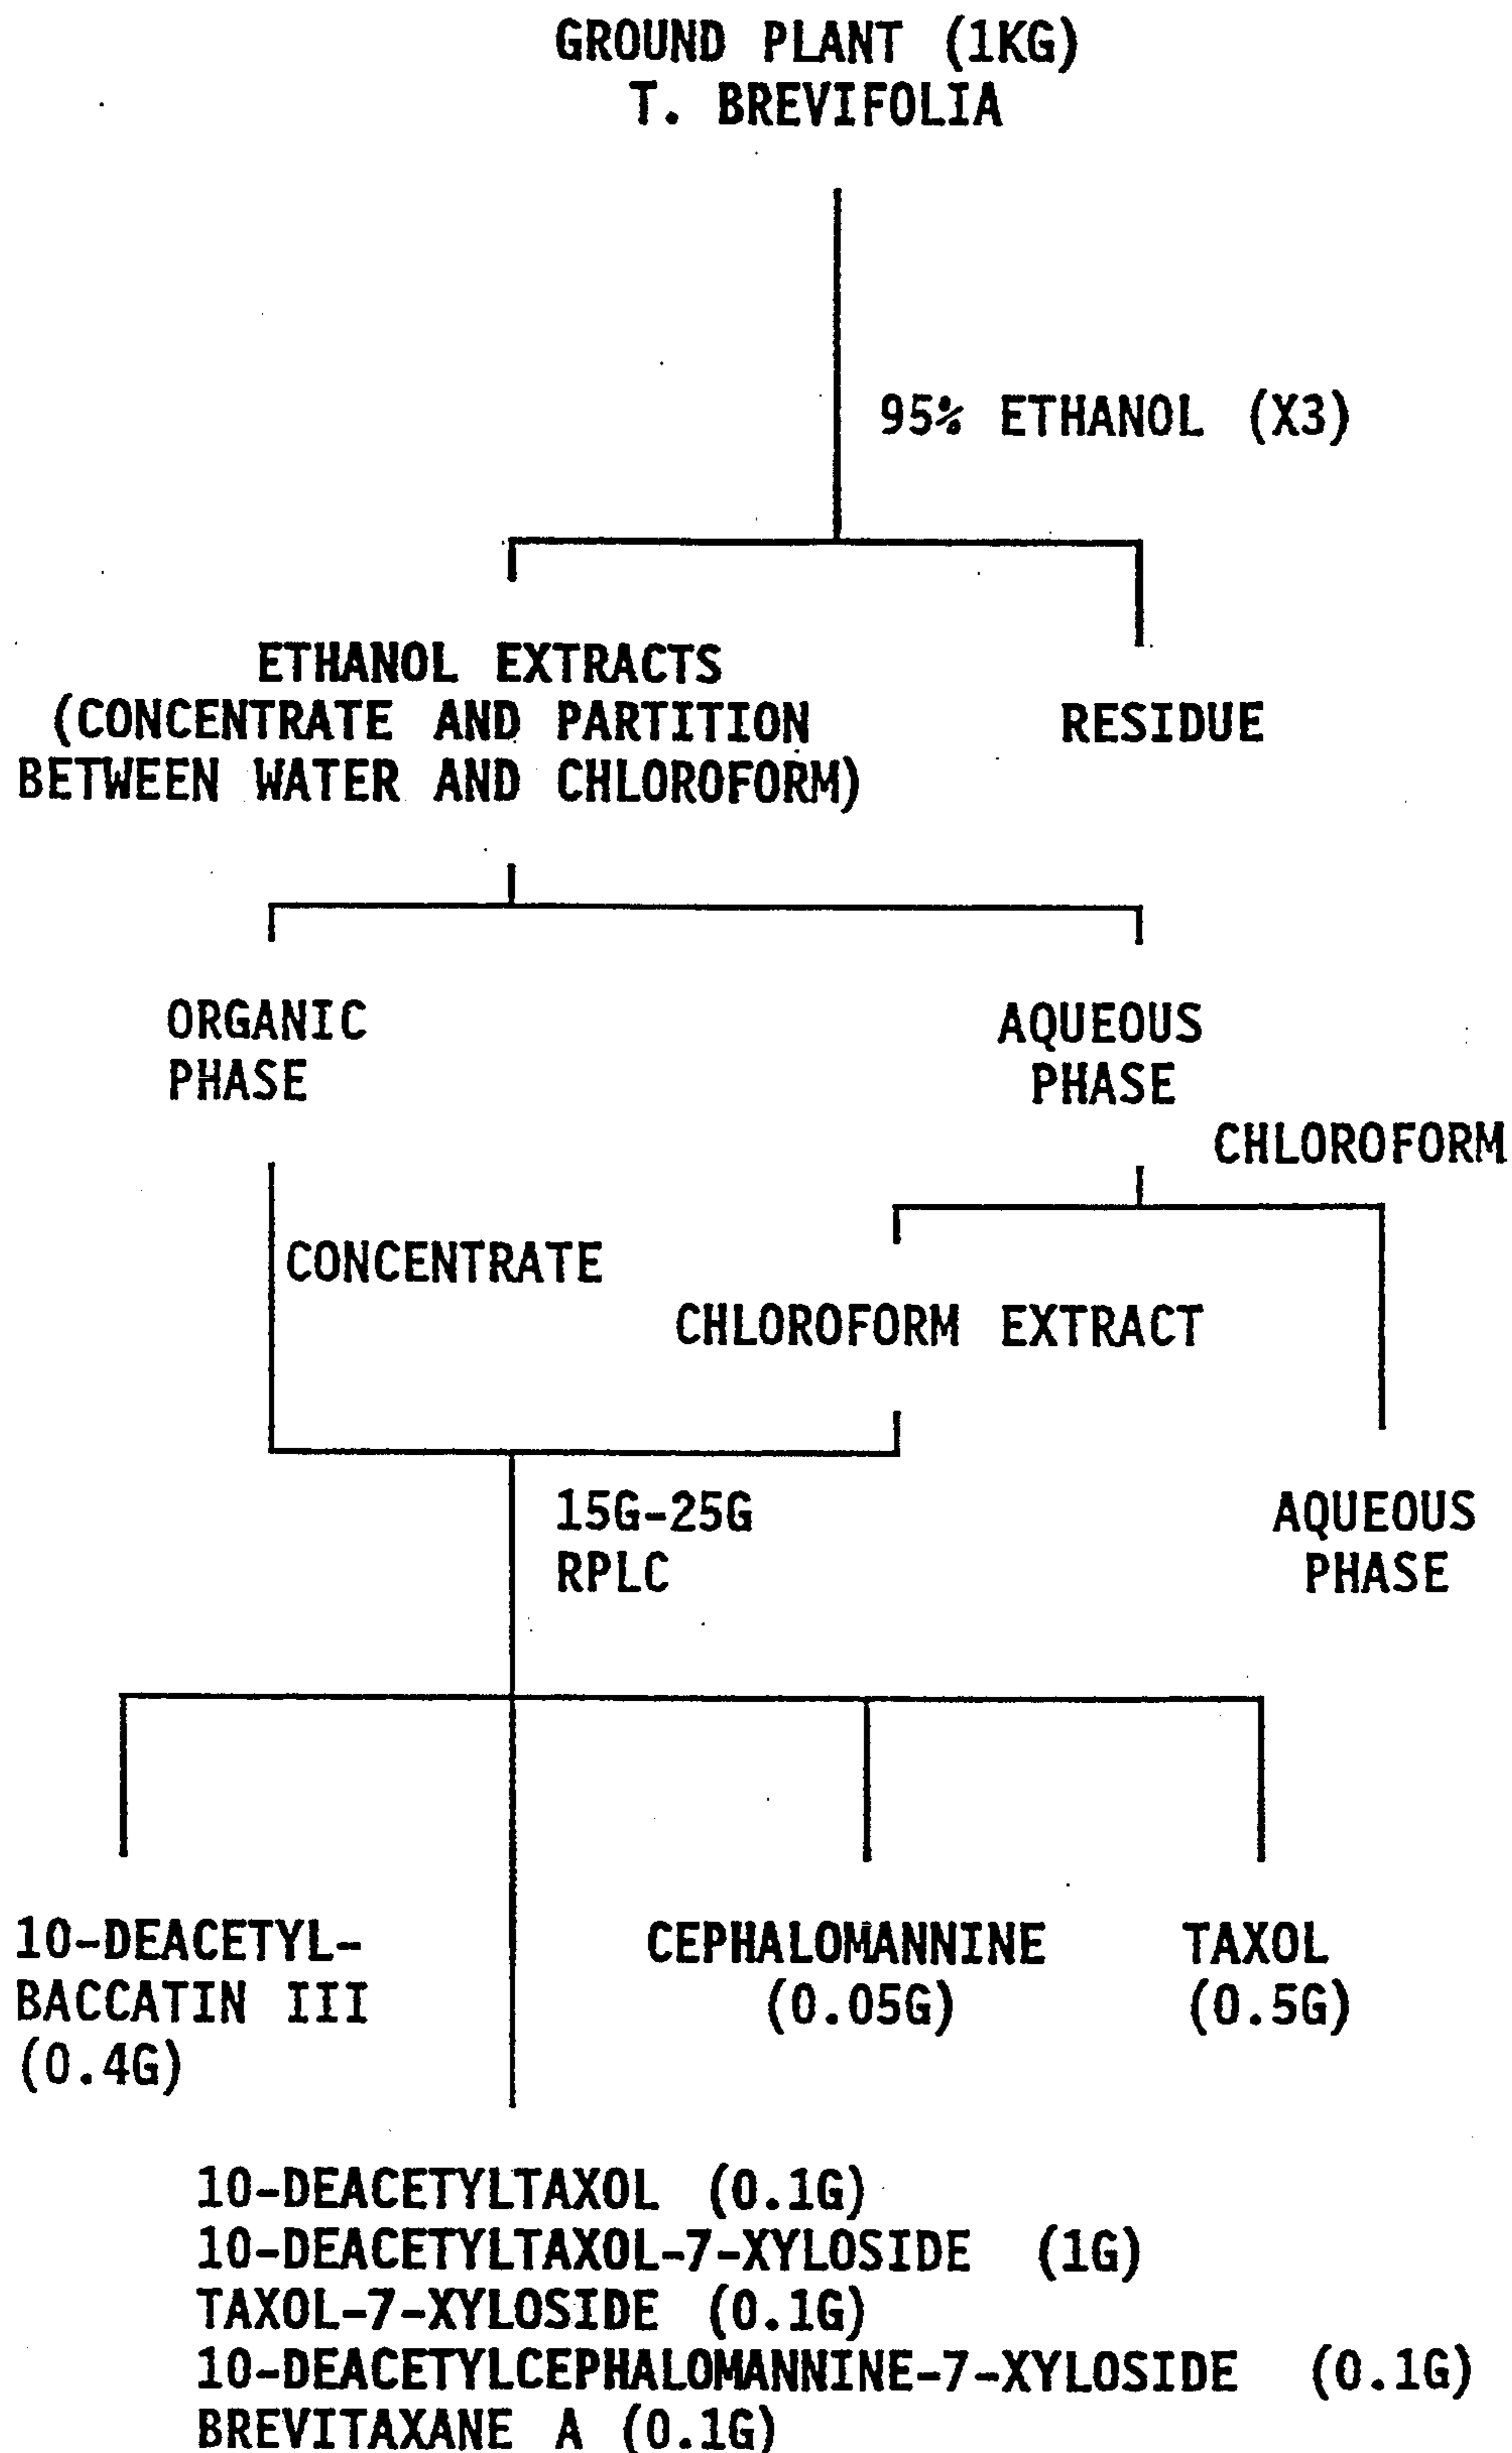 GROUND PLANT (1KG)
T. BREVIFOLIA
95% ETHANOL (X3)
ETHANOL EXTRACTS
(CONCENTRATE AND PARTITION
BETWEEN WATER AND CHLOROFORM)
RESIDUE
ORGANIC
PHASE
AQUEOUS
PHASE
CHLOROFORM
CONCENTRATE
CHLOROFORM EXTRACT
15G-25G
RPLC
AQUEOUS
PHASE
10-DEACETYL-
BACCATIN III
(0.4G)
CEPHALOMANNINE
(0.05G)
TAXOL
(0.5G)
10-DEACETYLTAXOL (0.1G)
10-DEACETYLTAXOL-7-XYLOSIDE (1G)
TAXOL-7-XYLOSIDE (0.1G)
10-DEACETYLCEPHALOMANNINE-7-XYLOSIDE (0.1G)
BREVITAXANE A (0.1G)